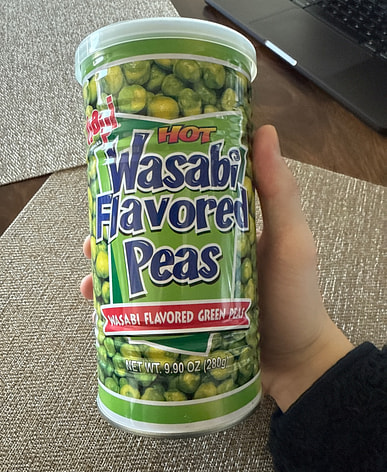 HOT
Wasabi
Flavored
Peas
WASABI FLAVORED GREEN PEAS
NET WT. 9.90 OZ (280g)